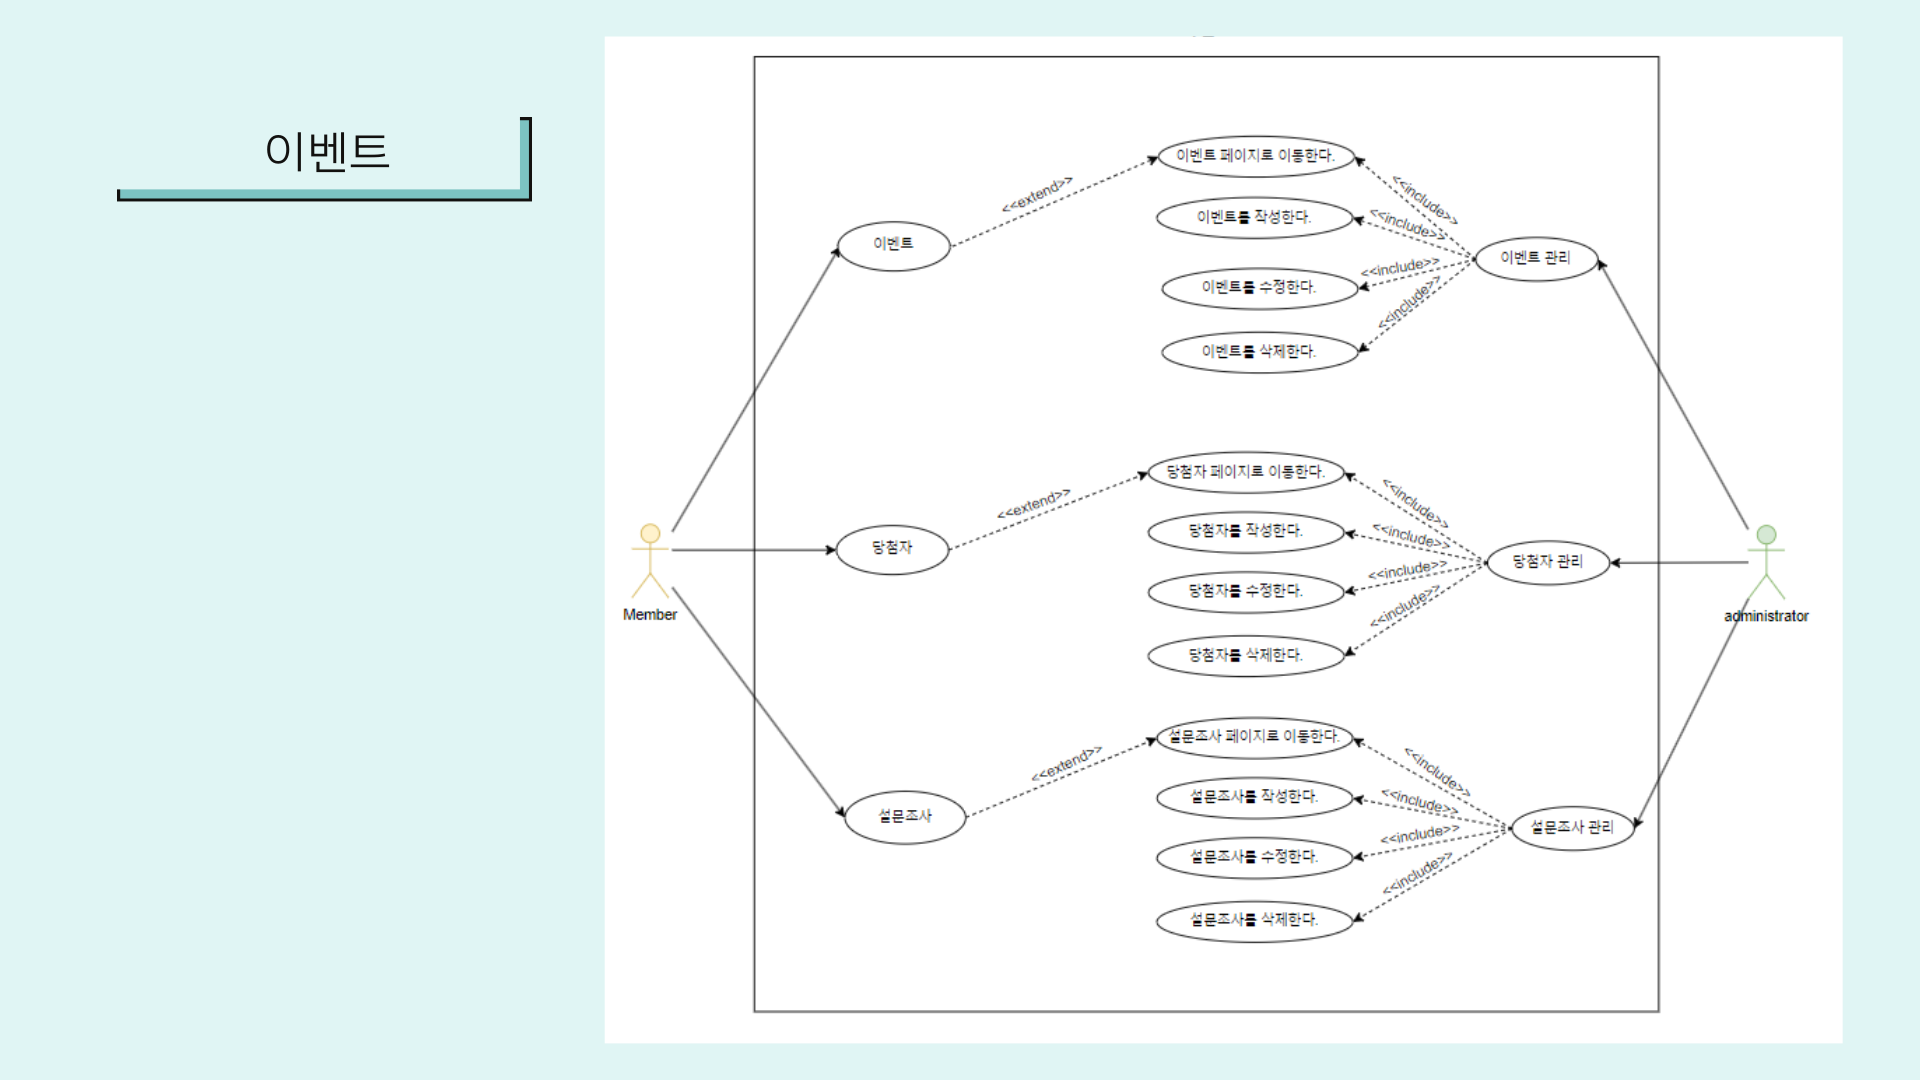 이벤트
이벤트 페이지로 이동한다.
<<extend>>
<<include>>
이벤트를 작성한다.
<<include>>
이벤트
이벤트 관리
<<include>>
이벤트를 수정한다.
<<include>>
이벤트를 삭제한다.
당첨자 페이지로 이동한다.
<<extend>>
<<include>>
당첨자를 작성한다.
<<include>>
당첨자
당첨자 관리
<<include>>
당첨자를 수정한다.
<<include>>
Member
administrator
당첨자를 삭제한다.
설문조사 페이지로 이동한다.
<<extend>>
<<include>>
설문조사를 작성한다.
<<include>>
설문조사
설문조사 관리
<<include>>
설문조사를 수정한다.
<<include>>
설문조사를 삭제한다.